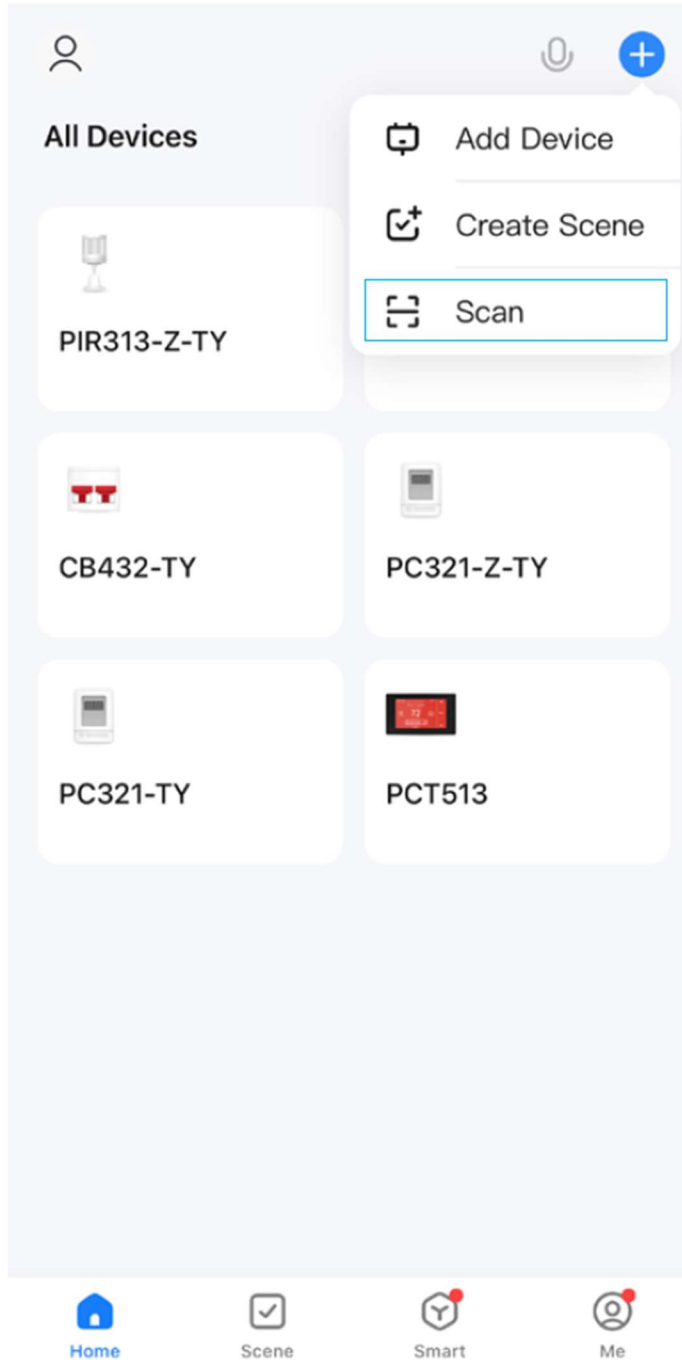 All Devices
Add Device
Create Scene
Scan
PIR313-Z-TY
CB432-TY
PC321-Z-TY
PC321-TY
72
PCT513
Home
Scene
Smart
Me